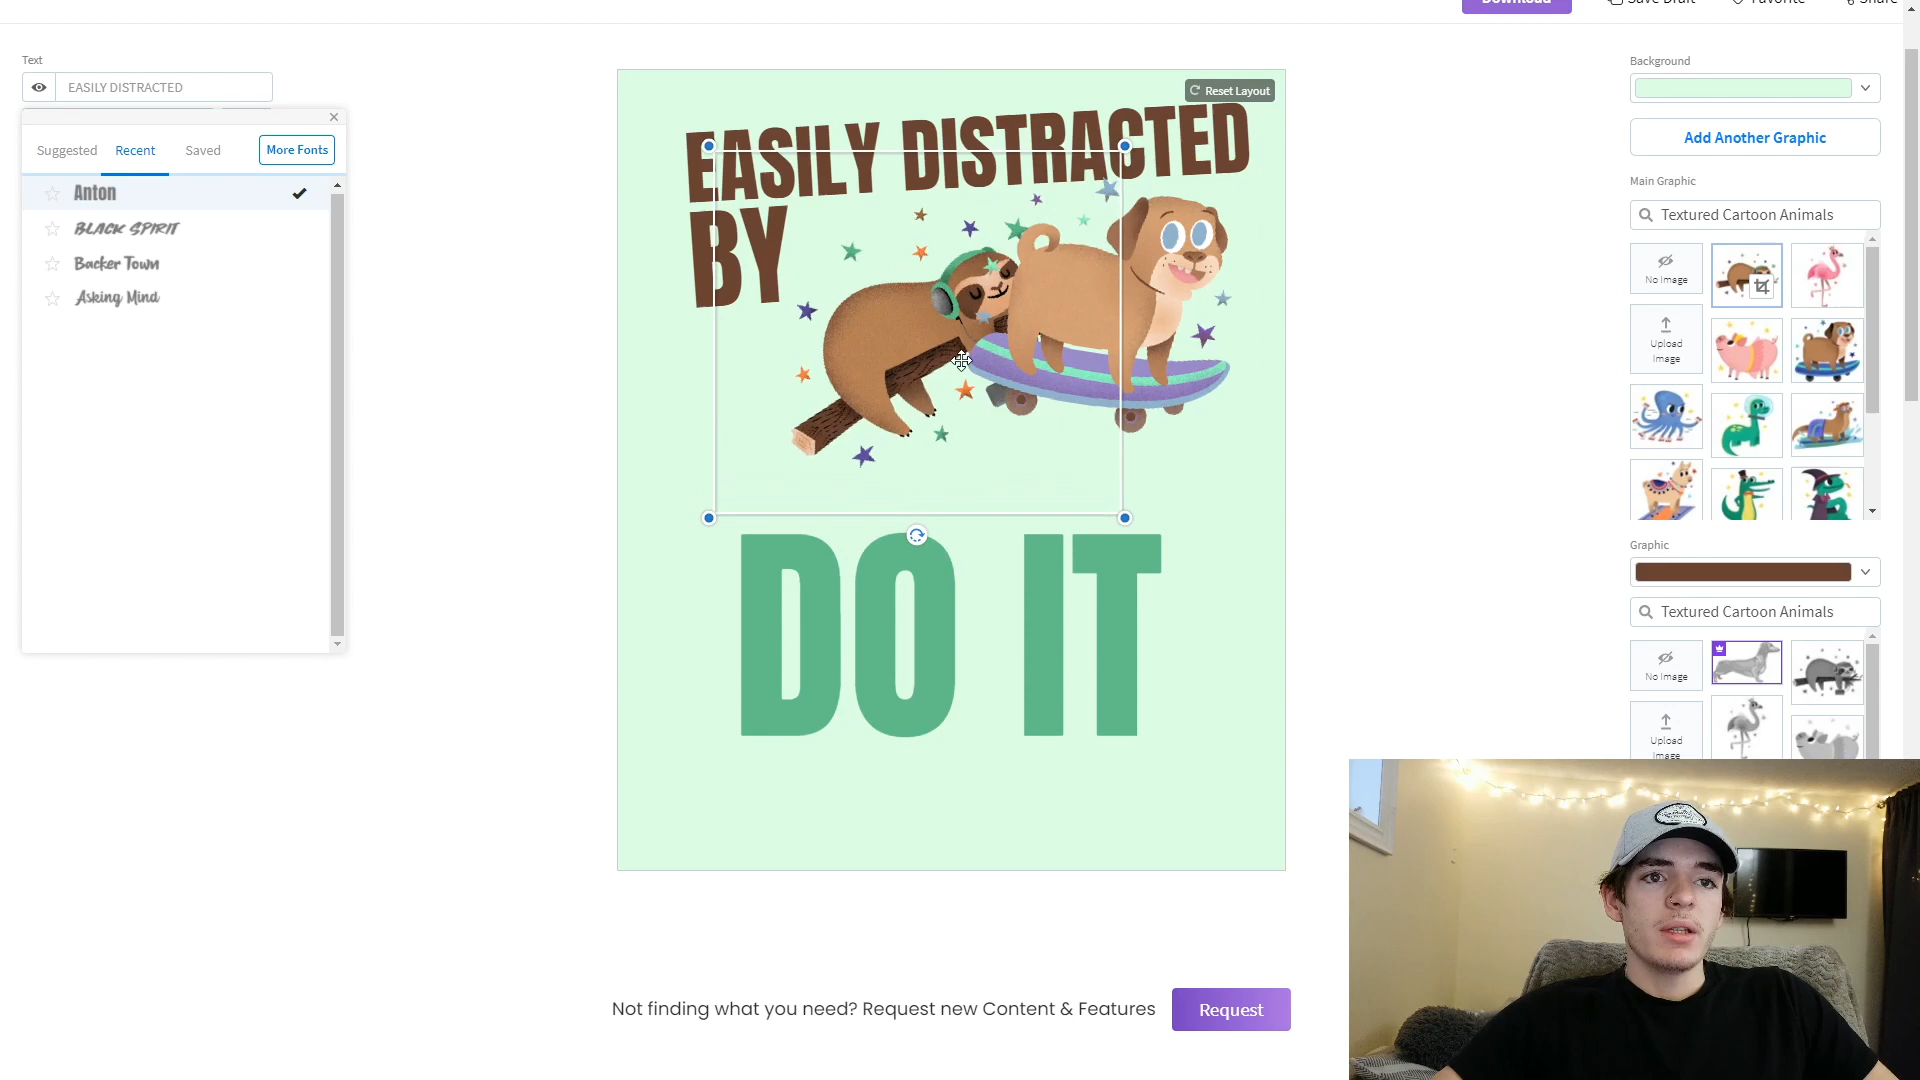 Download
Save Draft
Favorite
Share
Text
EASILY DISTRACTED
Suggested
Recent
Saved
More Fonts
Anton
BLACK SPIRIT
Backer Town
Asking Mind
Reset Layout
EASILY DISTRACTED
BY
DO IT
Not finding what you need? Request new Content & Features
Request
Background
Add Another Graphic
Main Graphic
Textured Cartoon Animals
No Image
Upload
Image
Graphic
Textured Cartoon Animals
No Image
Upload
Image